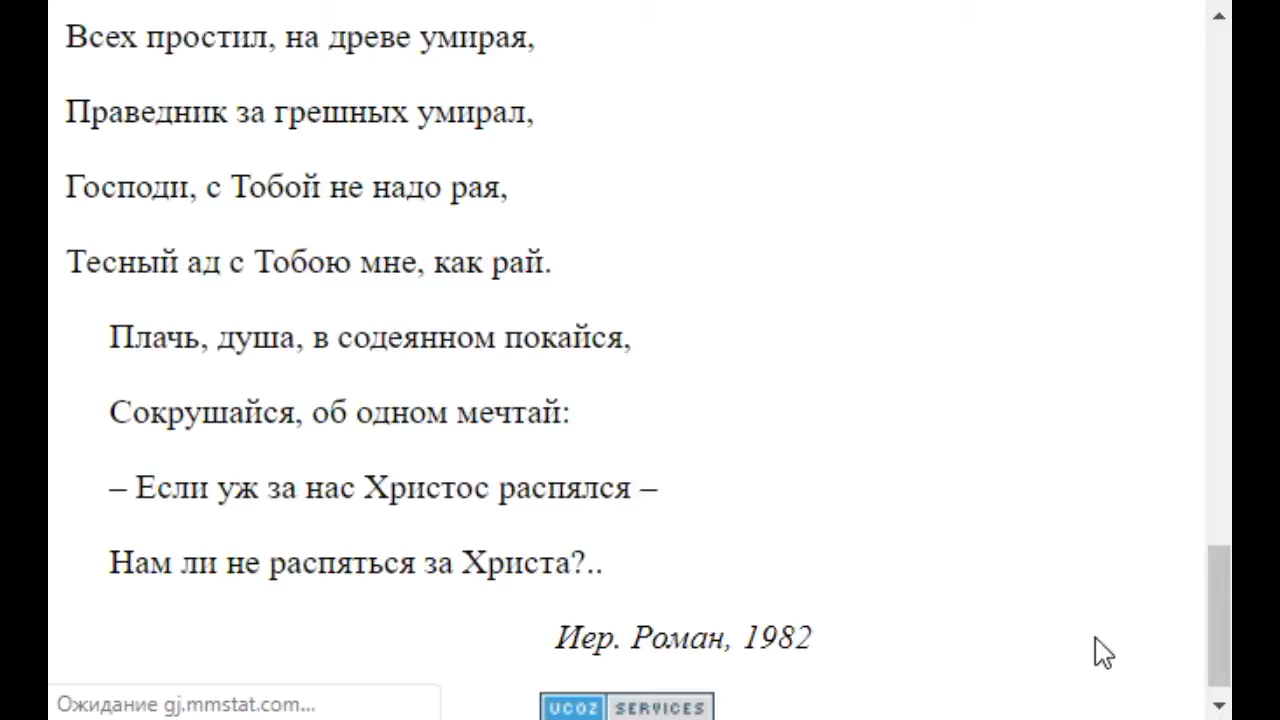 Всех простил, на древе умирая,
Праведник за грешных умирал,
Господи, с Тобой не надо рая,
Тесный ад с Тобою мне, как рай.
Плачь, душа, в содеянном покайся,
Сокрушайся, об одном мечтай:
– Если уж за нас Христос распялся –
Нам ли не распяться за Христа?..
Иер. Роман, 1982
Ожидание gj.mmstat.com...
UCOZ SERVICES